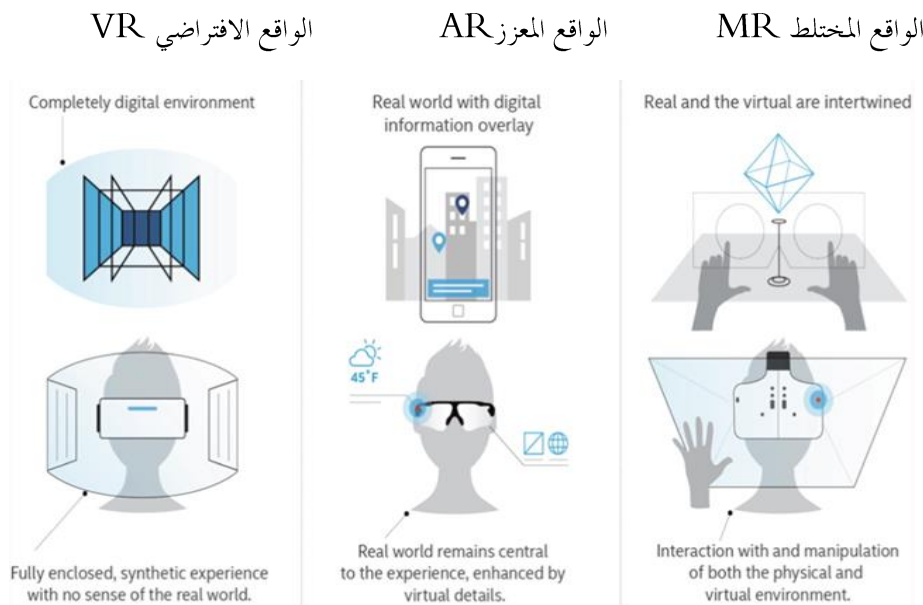 الواقع الافتراضي VR
الواقع المعزز AR
الواقع المختلط MR
Completely digital environment
Fully enclosed, synthetic experience
with no sense of the real world.
Real world with digital
information overlay
45°F
Real world remains central
to the experience, enhanced by
virtual details.
Real and the virtual are intertwined
Interaction with and manipulation
of both the physical and
virtual environment.